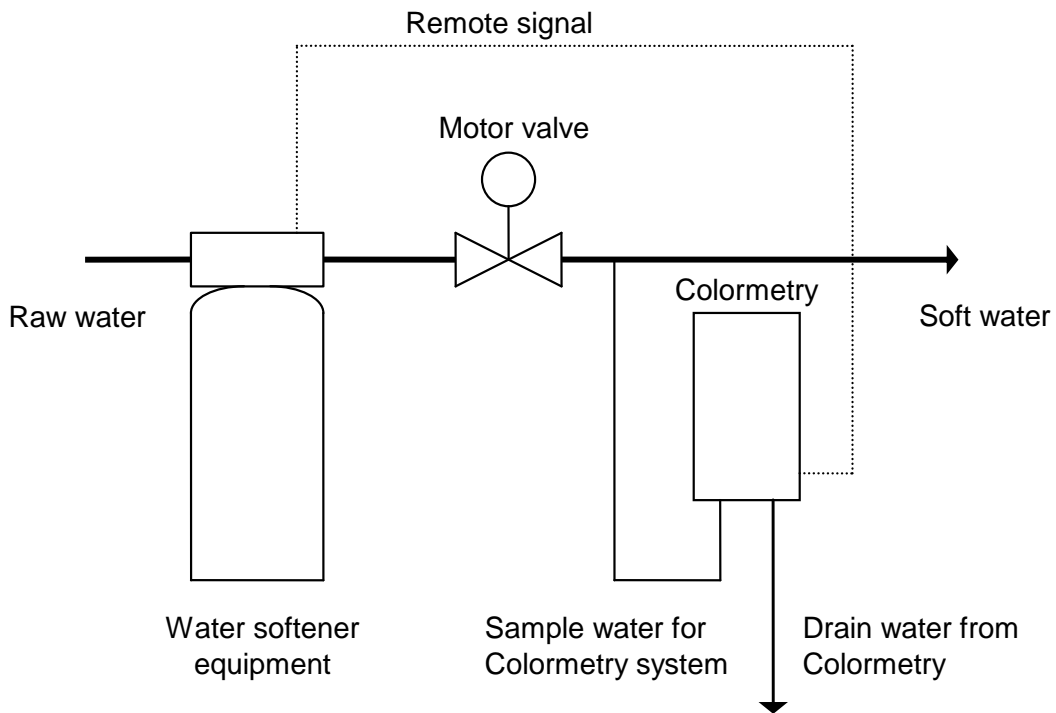 Remote signal
Motor valve
Colormetry
Raw water
Soft water
Water softener
equipment
Sample water for
Colormetry system
Drain water from
Colormetry